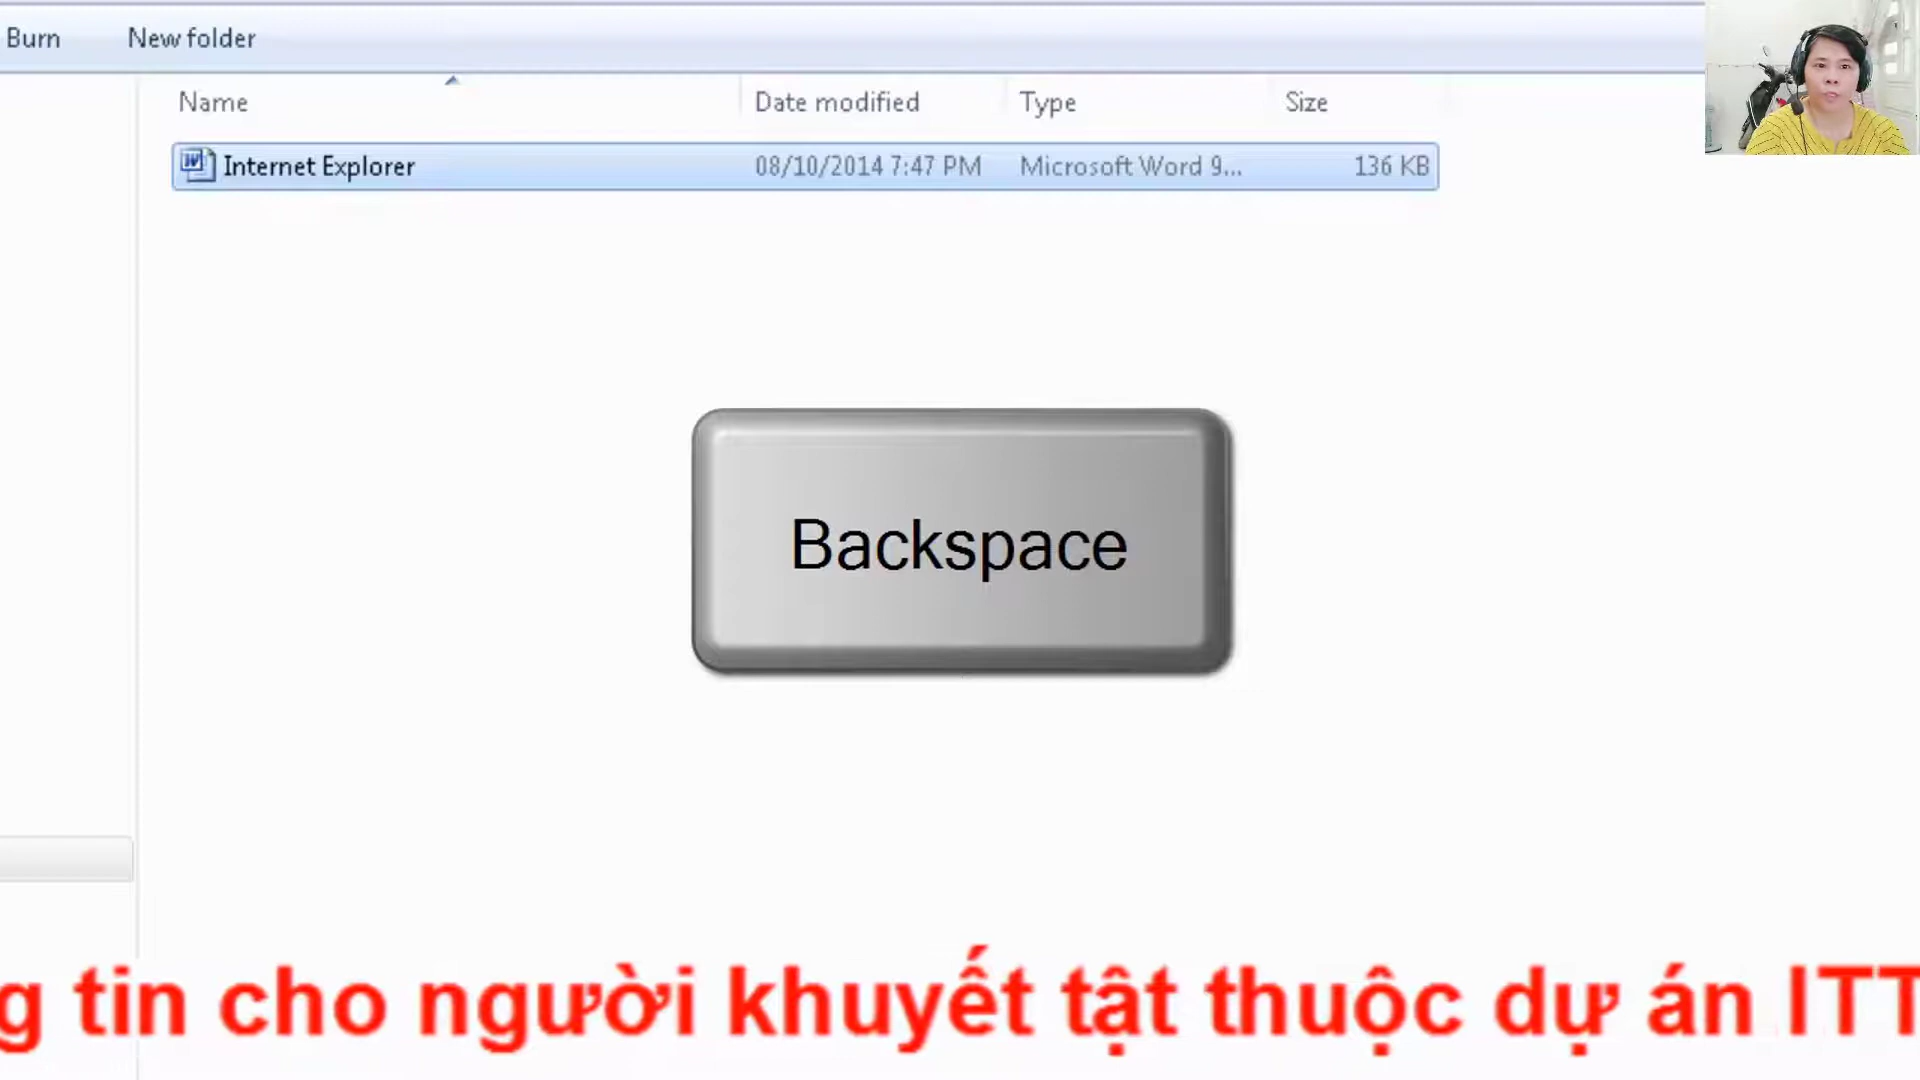 Burn New folder
Name Date modified Type Size
Internet Explorer 08/10/2014 7:47 PM Microsoft Word 9... 136 KB
Backspace
g tin cho người khuyết tật thuộc dự án ITT